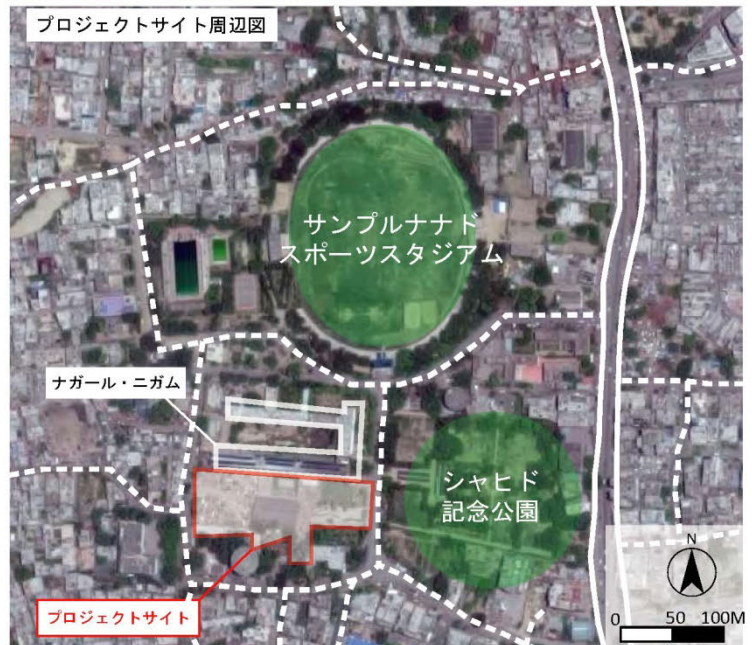 プロジェクトサイト周辺図
サンプルナナド
スポーツスタジアム
ナガール・ニガム
シャヒド
記念公園
プロジェクトサイト
N
0 50 100M